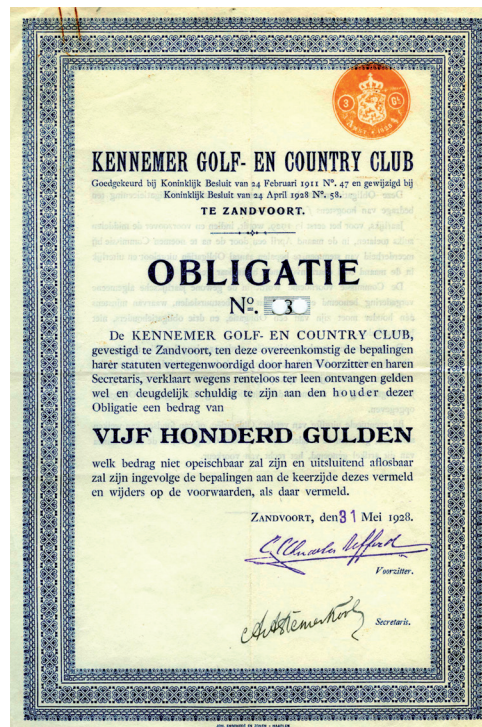 3 Ct
KENNEMER GOLF- EN COUNTRY CLUB
Goedgekeurd bij Koninklijk Besluit van 24 Februari 1911 Nº. 47 en gewijzigd bij
Koninklijk Besluit van 24 April 1928 Nº. 58.
TE ZANDVOORT.
OBLIGATIE
Nº. 3
De KENNEMER GOLF- EN COUNTRY CLUB,
gevestigd te Zandvoort, ten deze overeenkomstig de bepalingen
harer statuten vertegenwoordigd door haren Voorzitter en haren
Secretaris, verklaart wegens renteloos ter leen ontvangen gelden
wel en deugdelijk schuldig te zijn aan den houder dezer
Obligatie een bedrag van
VIJF HONDERD GULDEN
welk bedrag niet opeischbaar zal zijn en uitsluitend aflosbaar
zal zijn ingevolge de bepalingen aan de keerzijde dezes vermeld
en wijders op de voorwaarden, als daar vermeld.
ZANDVOORT, den 31 Mei 1928.
Voorzitter.
Secretaris.